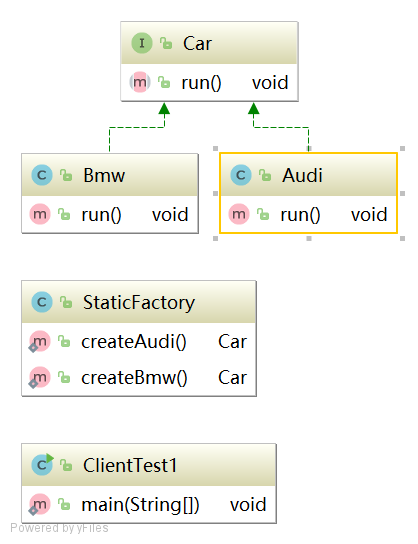 I Car
m run() void
C Bmw
m run() void
C Audi
m run() void
C StaticFactory
m createAudi() Car
m createBmw() Car
C ClientTest1
m main(String[]) void
Powered by yFiles